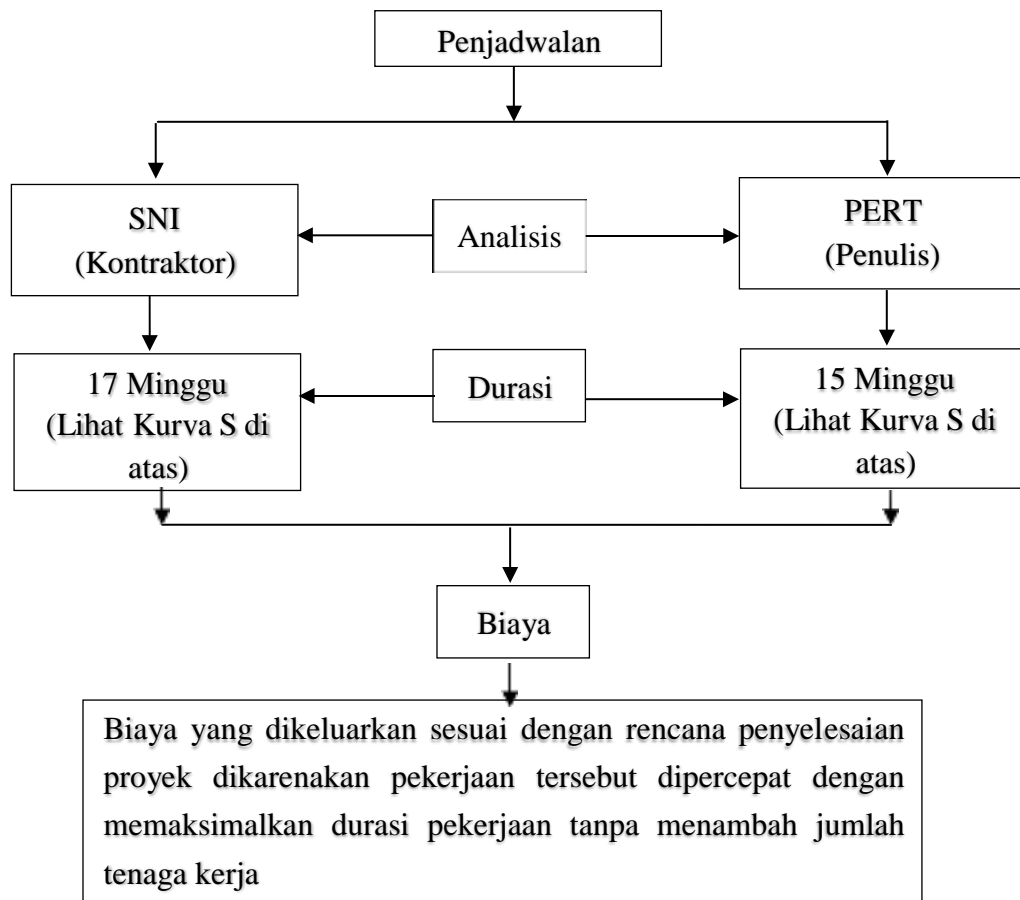 Penjadwalan
SNI
(Kontraktor)
Analisis
PERT
(Penulis)
17 Minggu
(Lihat Kurva S di
atas)
Durasi
15 Minggu
(Lihat Kurva S di
atas)
Biaya
Biaya yang dikeluarkan sesuai dengan rencana penyelesaian
proyek dikarenakan pekerjaan tersebut dipercepat dengan
memaksimalkan durasi pekerjaan tanpa menambah jumlah
tenaga kerja